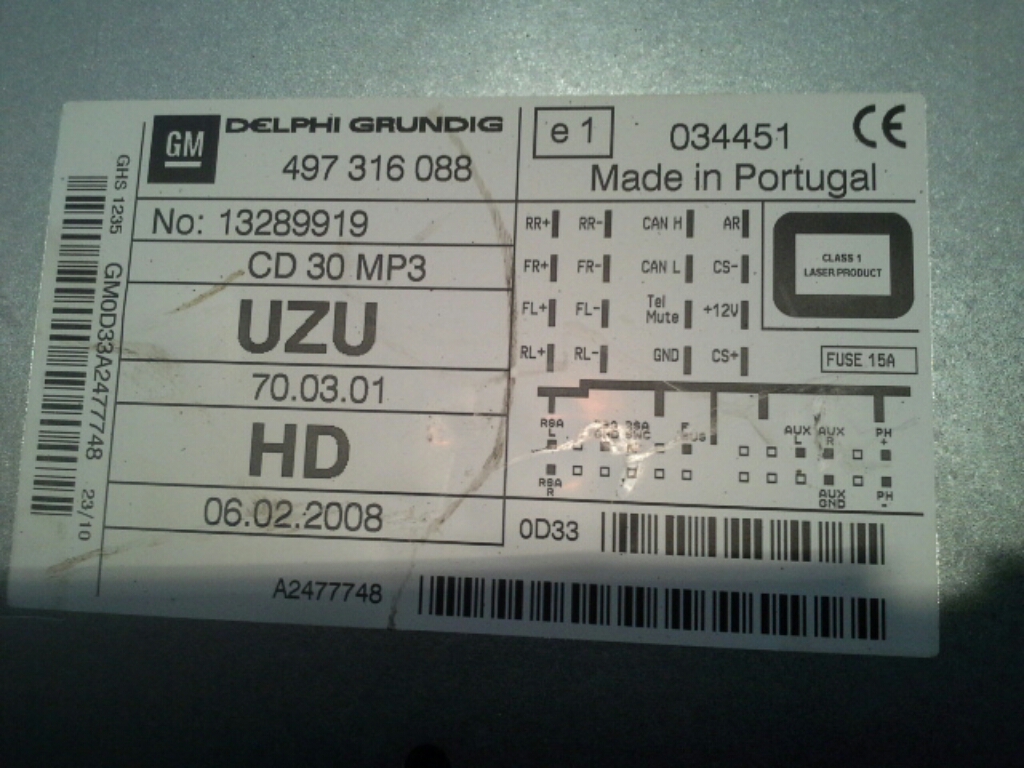 GM DELPHI GRUNDIG
497 316 088
No: 13289919
CD 30 MP3
UZU
70.03.01
HD
06.02.2008
e 1 034451 CE
Made in Portugal
RR+ RR- CAN H AR
FR+ FR- CAN L CS-
FL+ FL- Tel Mute +12V
RL+ RL- GND CS+
CLASS 1
LASER PRODUCT
FUSE 15A
RSA L
AUX L AUX R PH +
RSA R
AUX GND PH -
0D33
A2477748
GHS 1235 GM0D33A2477748 23/10